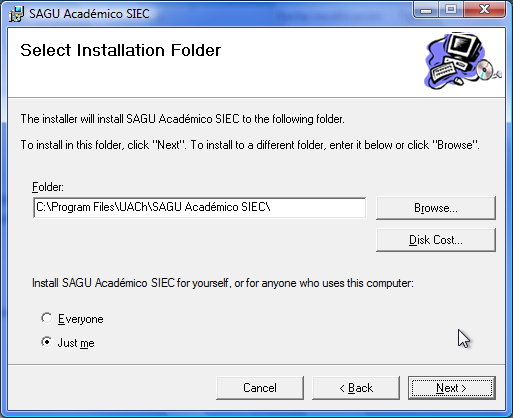 SAGU Académico SIEC
Select Installation Folder
The installer will install SAGU Académico SIEC to the following folder.
To install in this folder, click "Next". To install to a different folder, enter it below or click "Browse".
Folder:
C:\Program Files\UACh\SAGU Académico SIEC\
Browse...
Disk Cost...
Install SAGU Académico SIEC for yourself, or for anyone who uses this computer:
Everyone
Just me
Cancel
< Back
Next >